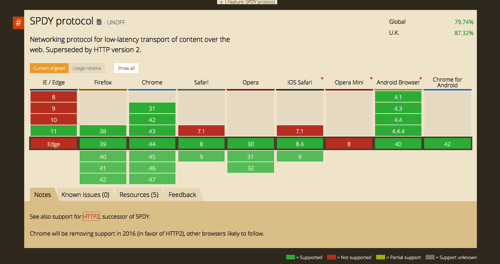 × | Feature: SPDY protocol
# SPDY protocol - UNOFF
Global 79.74%
U.K. 87.32%
Networking protocol for low-latency transport of content over the
web. Superseded by HTTP version 2.
Current aligned Usage relative Show all
IE / Edge Firefox Chrome Safari Opera iOS Safari * Opera Mini * Android Browser * Chrome for Android
8 4.1
9 31 4.3
10 42 4.4
11 38 43 7.1 7.1 4.4.4
Edge 39 44 8 30 8.4 8 40 42
40 45 9 31 9
41 46 32
42 47
Notes Known issues (0) Resources (5) Feedback
See also support for HTTP2, successor of SPDY.
Chrome will be removing support in 2016 (in favor of HTTP2), other browsers likely to follow.
= Supported = Not supported = Partial support = Support unknown